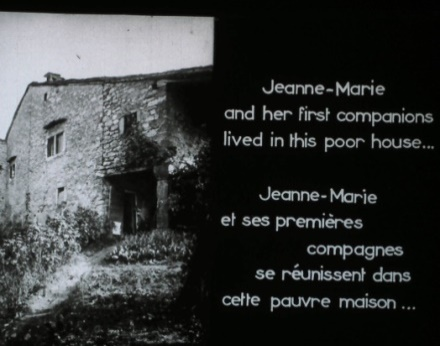 Jeanne-Marie
and her first companions
lived in this poor house...
Jeanne-Marie
et ses premières
compagnes
se réunissent dans
cette pauvre maison...